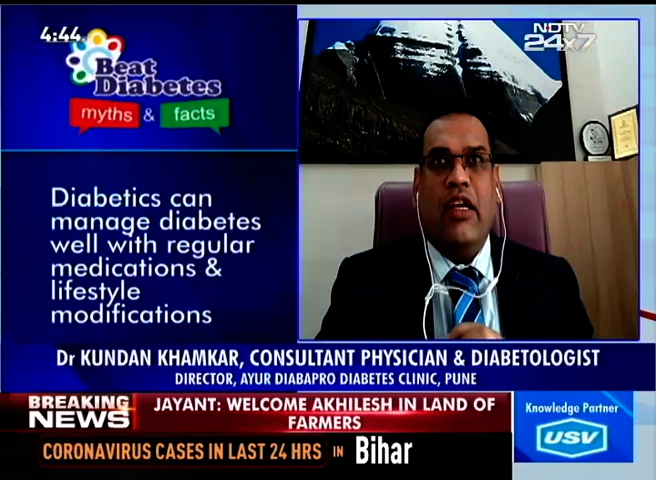 4:44
Beat
Diabetes
myths & facts
NDTV
24x7
Diabetics can
manage diabetes
well with regular
medications &
lifestyle
modifications
Dr KUNDAN KHAMKAR, CONSULTANT PHYSICIAN & DIABETOLOGIST
DIRECTOR, AYUR DIABAPRO DIABETES CLINIC, PUNE
BREAKING
NEWS
JAYANT: WELCOME AKHILESH IN LAND OF
FARMERS
CORONAVIRUS CASES IN LAST 24 HRS IN Bihar
Knowledge Partner
USV